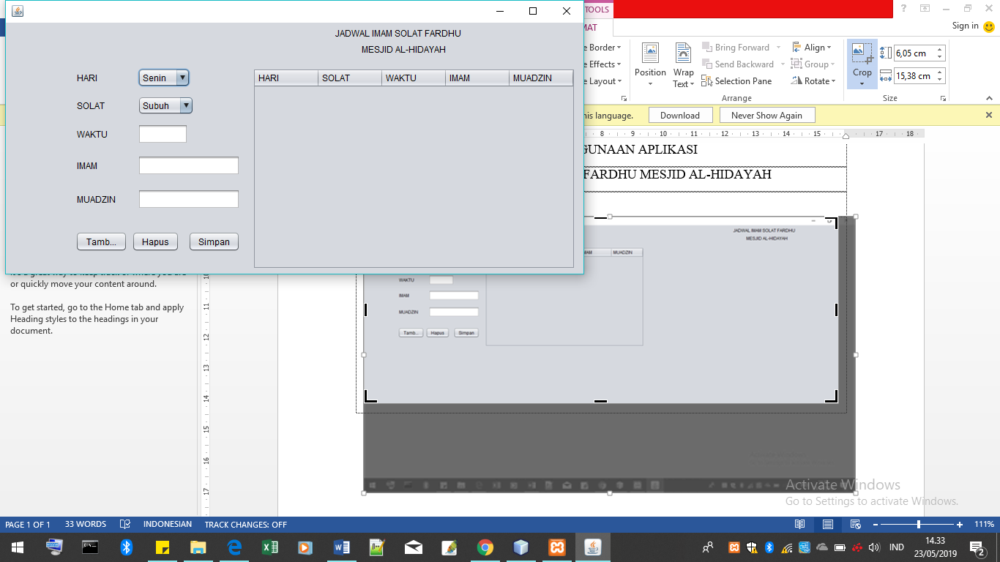 JADWAL IMAM SOLAT FARDHU
MESJID AL-HIDAYAH
HARI
Senin
SOLAT
Subuh
WAKTU
IMAM
MUADZIN
Tamb...
Hapus
Simpan
HARI SOLAT WAKTU IMAM MUADZIN
TOOLS
MAT
?
Sign in
e Border
e Effects
e Layout
Position
Wrap
Text
Bring Forward
Send Backward
Selection Pane
Align
Group
Rotate
Arrange
Crop
6,05 cm
15,38 cm
Size
his language.
Download
Never Show Again
8 9 10 11 12 13 14 15 17 18
GUNAAN APLIKASI
FARDHU MESJID AL-HIDAYAH
JADWAL IMAM SOLAT FARDHU
MESJID AL-HIDAYAH
MUADZIN
WAKTU
IMAM
MUADZIN
Tamb...
Hapus
Simpan
or quickly move your content around.
To get started, go to the Home tab and apply
Heading styles to the headings in your
document.
11
12
13
14
15
16
17
Activate Windows
Go to Settings to activate Windows.
PAGE 1 OF 1
33 WORDS
INDONESIAN
TRACK CHANGES: OFF
111%
IND
14.33
23/05/2019
2